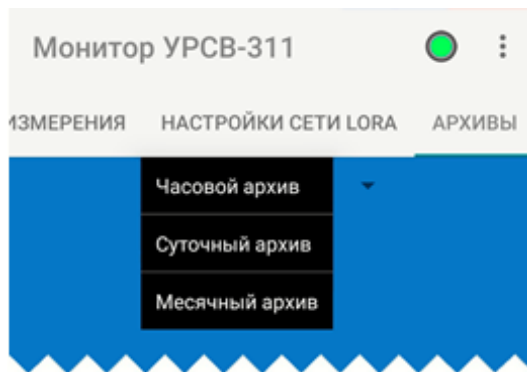 Монитор УРСВ-311
ИЗМЕРЕНИЯ НАСТРОЙКИ СЕТИ LORA АРХИВЫ
Часовой архив
Суточный архив
Месячный архив